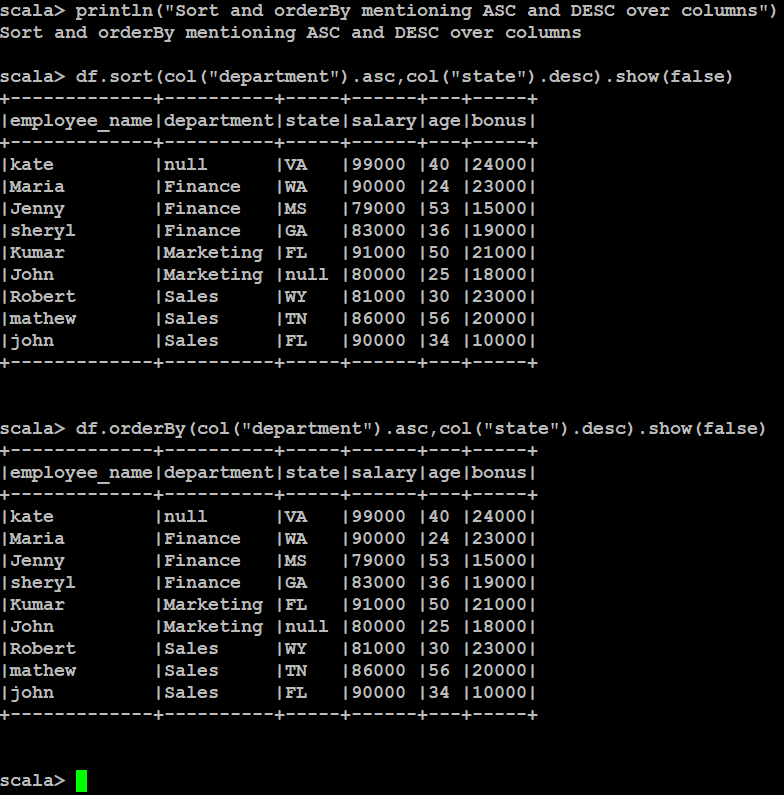 scala> println("Sort and orderBy mentioning ASC and DESC over columns")
Sort and orderBy mentioning ASC and DESC over columns
scala> df.sort(col("department").asc,col("state").desc).show(false)
+-------------+----------+-----+------+---+-----+
|employee_name|department|state|salary|age|bonus|
+-------------+----------+-----+------+---+-----+
|kate         |null      |VA   |99000 |40 |24000|
|Maria        |Finance   |WA   |90000 |24 |23000|
|Jenny        |Finance   |MS   |79000 |53 |15000|
|sheryl       |Finance   |GA   |83000 |36 |19000|
|Kumar        |Marketing |FL   |91000 |50 |21000|
|John         |Marketing |null |80000 |25 |18000|
|Robert       |Sales     |WY   |81000 |30 |23000|
|mathew       |Sales     |TN   |86000 |56 |20000|
|john         |Sales     |FL   |90000 |34 |10000|
+-------------+----------+-----+------+---+-----+
scala> df.orderBy(col("department").asc,col("state").desc).show(false)
+-------------+----------+-----+------+---+-----+
|employee_name|department|state|salary|age|bonus|
+-------------+----------+-----+------+---+-----+
|kate         |null      |VA   |99000 |40 |24000|
|Maria        |Finance   |WA   |90000 |24 |23000|
|Jenny        |Finance   |MS   |79000 |53 |15000|
|sheryl       |Finance   |GA   |83000 |36 |19000|
|Kumar        |Marketing |FL   |91000 |50 |21000|
|John         |Marketing |null |80000 |25 |18000|
|Robert       |Sales     |WY   |81000 |30 |23000|
|mathew       |Sales     |TN   |86000 |56 |20000|
|john         |Sales     |FL   |90000 |34 |10000|
+-------------+----------+-----+------+---+-----+
scala>